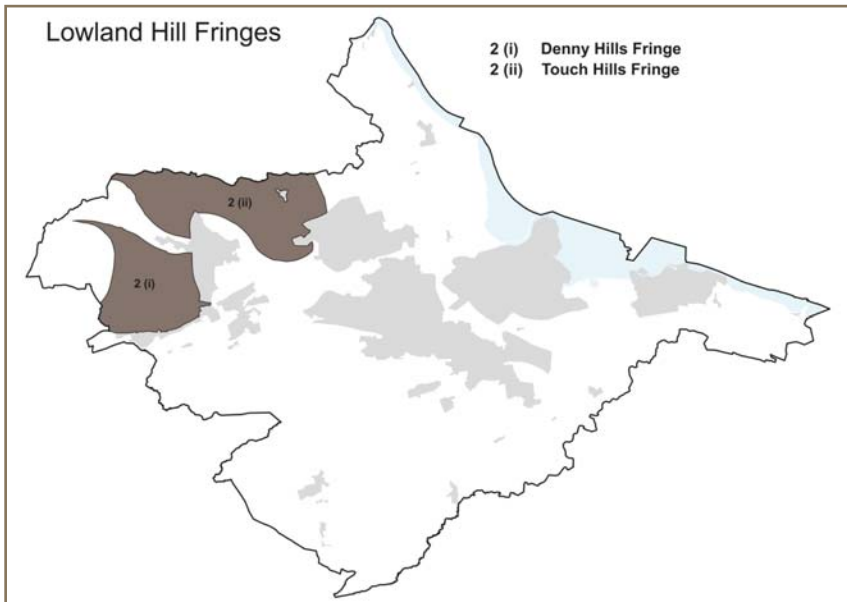 Lowland Hill Fringes
2 (i) Denny Hills Fringe
2 (ii) Touch Hills Fringe
2 (ii)
2 (i)